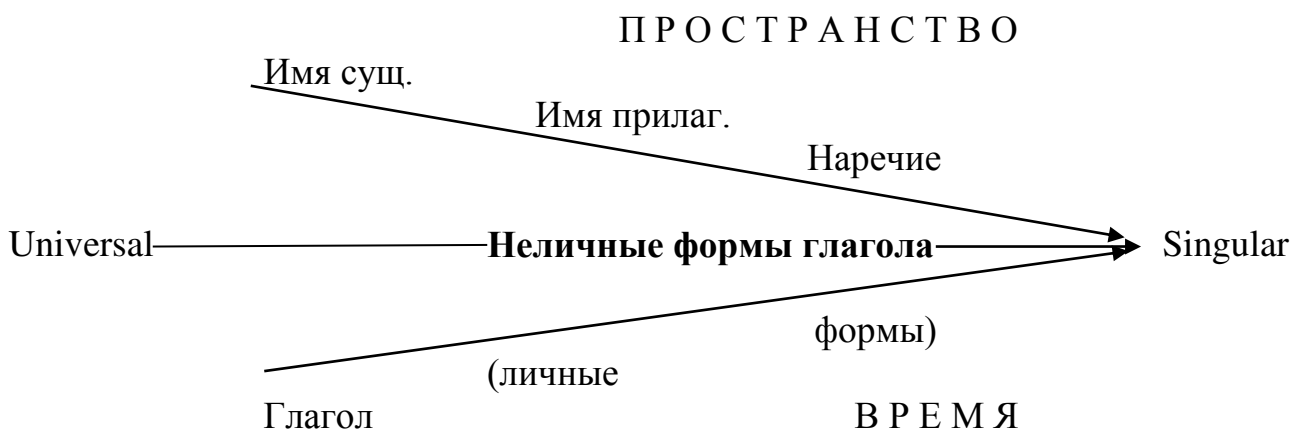 П Р О С Т Р А Н С Т В О
Имя сущ.
Имя прилаг.
Наречие
Universal Неличные формы глагола Singular
формы)
(личные
Глагол В Р Е М Я